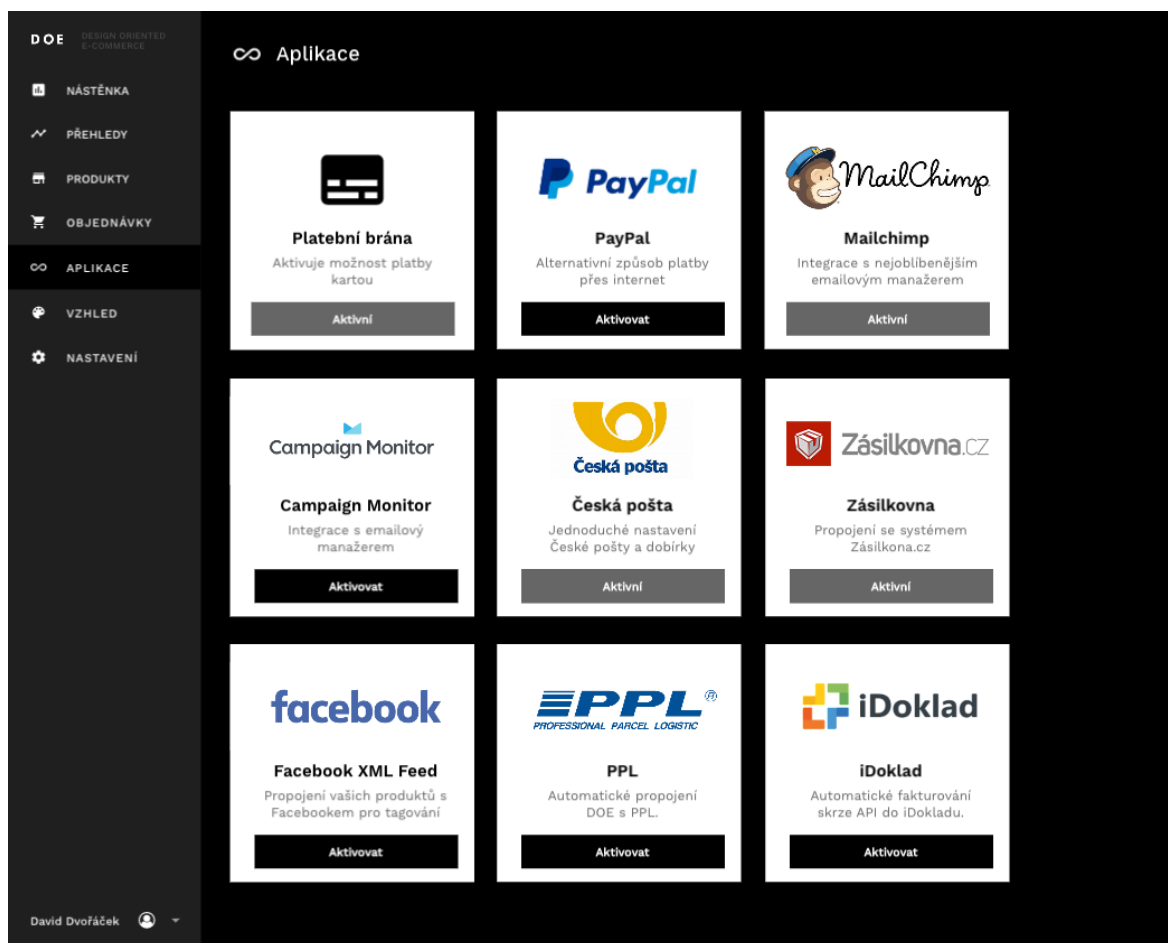 DOE
DESIGN ORIENTED
E-COMMERCE
NÁSTĚNKA
PŘEHLEDY
PRODUKTY
OBJEDNÁVKY
APLIKACE
VZHLED
NASTAVENÍ
David Dvořáček
Aplikace
Platební brána
Aktivuje možnost platby
kartou
Aktivní
PayPal
PayPal
Alternativní způsob platby
přes internet
Aktivovat
MailChimp
Mailchimp
Integrace s nejoblíbenějším
emailovým manažerem
Aktivní
Campaign Monitor
Campaign Monitor
Integrace s emailový
manažerem
Aktivovat
Česká pošta
Česká pošta
Jednoduché nastavení
České pošty a dobírky
Aktivní
Zásilkovna.cz
Zásilkovna
Propojení se systémem
Zásilkona.cz
Aktivní
facebook
Facebook XML Feed
Propojení vašich produktů s
Facebookem pro tagování
Aktivovat
PPL ®
PROFESSIONAL PARCEL LOGISTIC
PPL
Automatické propojení
DOE s PPL.
Aktivovat
iDoklad
iDoklad
Automatické fakturování
skrze API do iDokladu.
Aktivovat